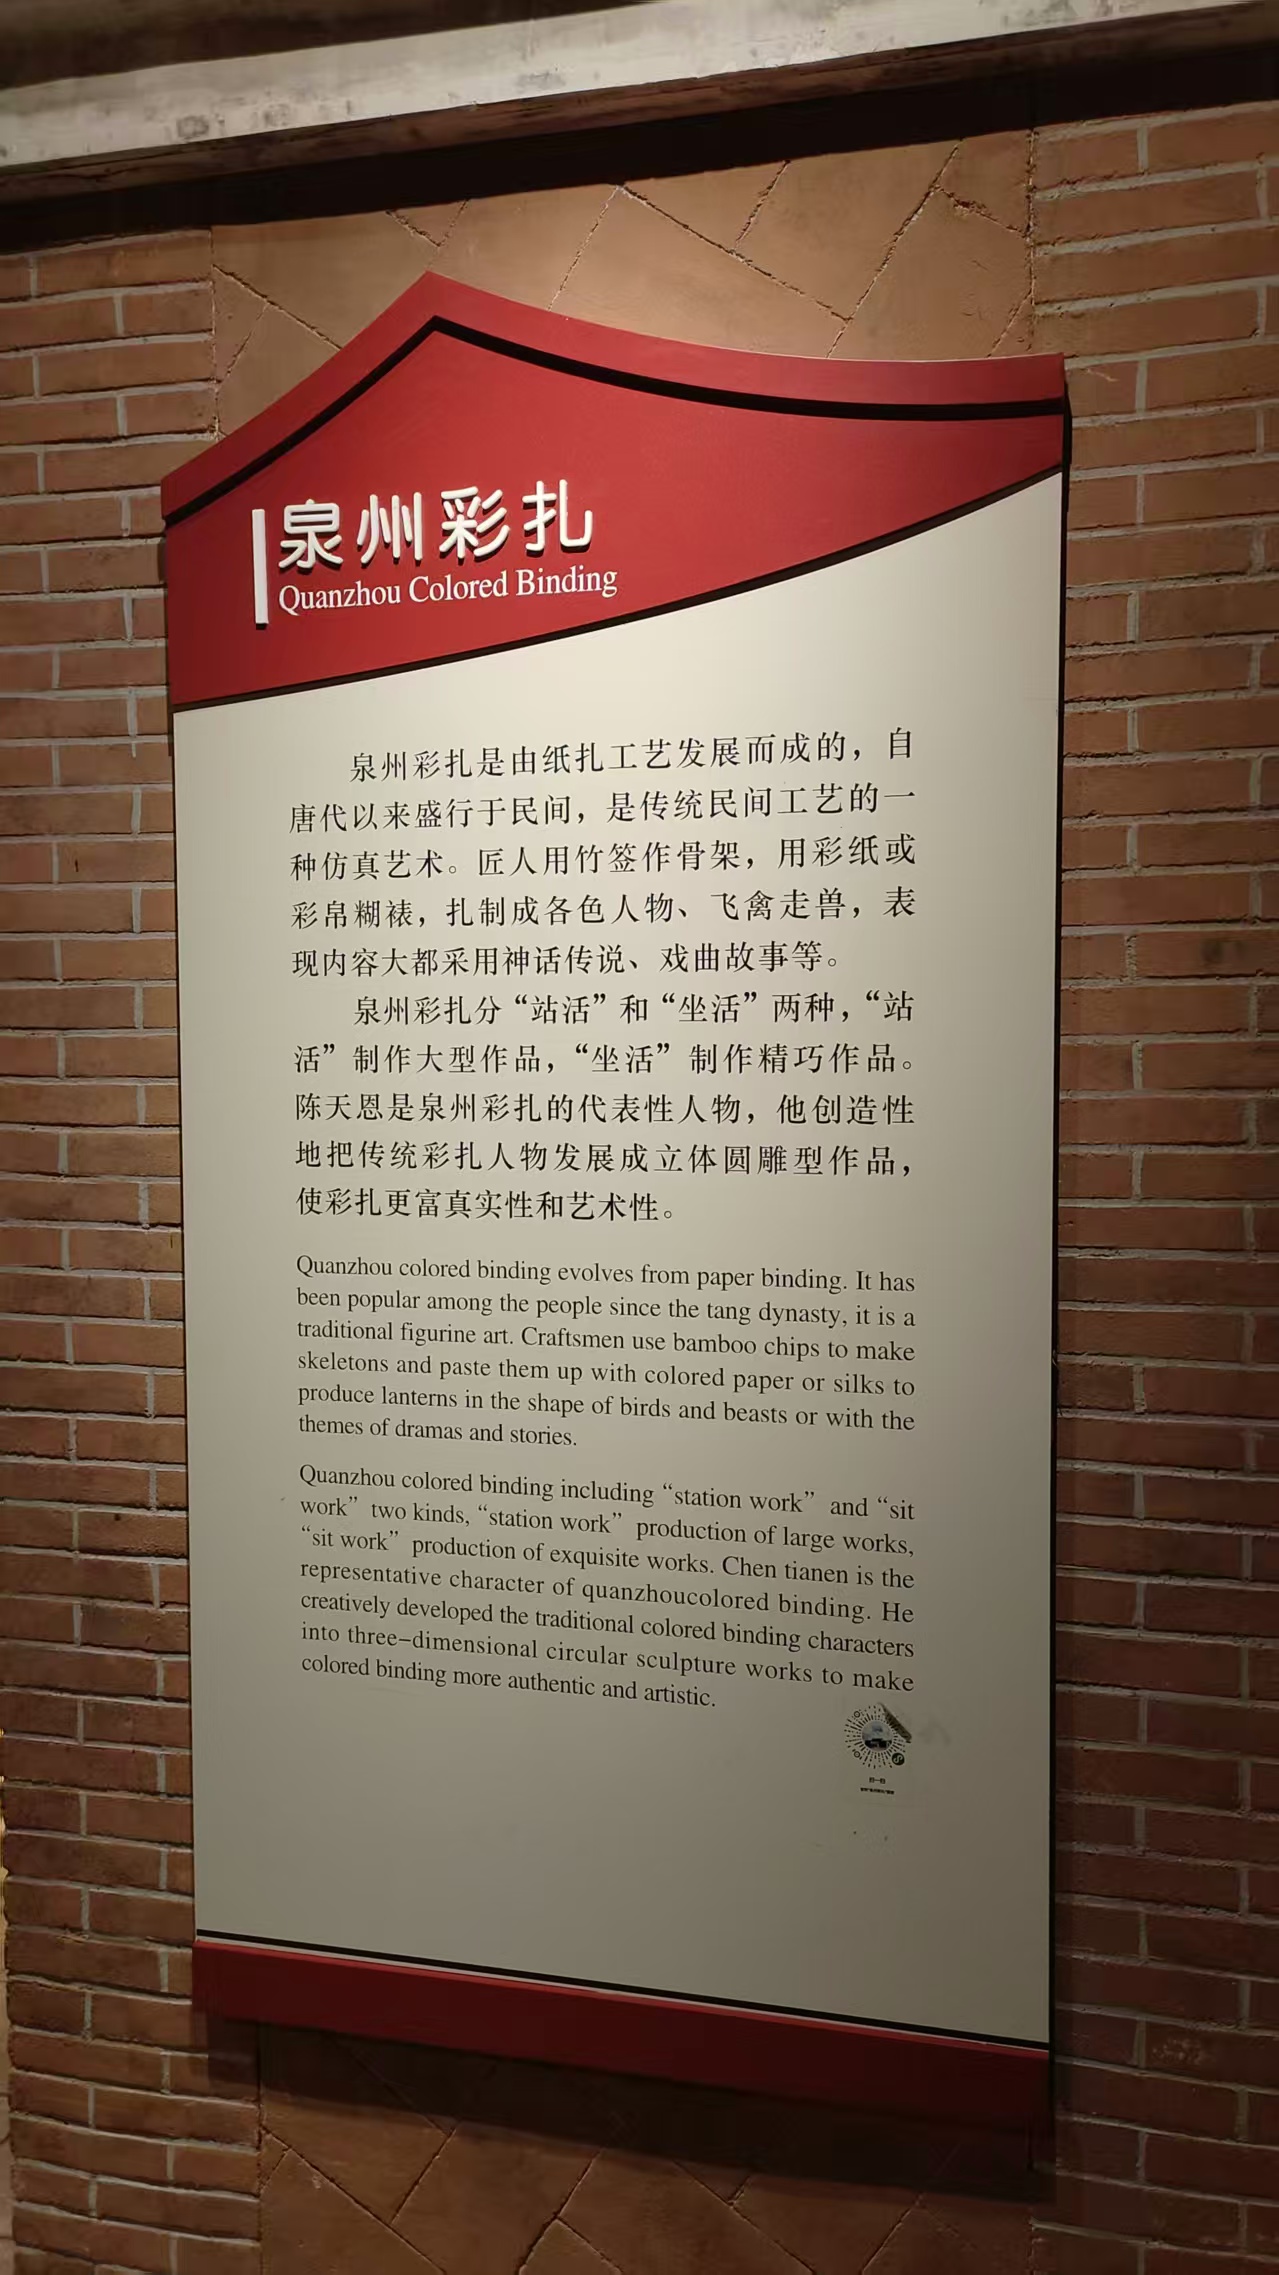 泉州彩扎
Quanzhou Colored Binding
泉州彩扎是由纸扎工艺发展而成的，自
唐代以来盛行于民间，是传统民间工艺的一
种仿真艺术。匠人用竹签作骨架，用彩纸或
彩帛糊裱，扎制成各色人物、飞禽走兽，表
现内容大都采用神话传说、戏曲故事等。
泉州彩扎分“站活”和“坐活”两种，“站
活”制作大型作品，“坐活”制作精巧作品。
陈天恩是泉州彩扎的代表性人物，他创造性
地把传统彩扎人物发展成立体圆雕型作品，
使彩扎更富真实性和艺术性。
Quanzhou colored binding evolves from paper binding. It has
been popular among the people since the tang dynasty, it is a
traditional figurine art. Craftsmen use bamboo chips to make
skeletons and paste them up with colored paper or silks to
produce lanterns in the shape of birds and beasts or with the
themes of dramas and stories.
Quanzhou colored binding including “station work” and “sit
work” two kinds, “station work” production of large works,
“sit work” production of exquisite works. Chen tianen is the
representative character of quanzhoucolored binding. He
creatively developed the traditional colored binding characters
into three-dimensional circular sculpture works to make
colored binding more authentic and artistic.
扫一扫